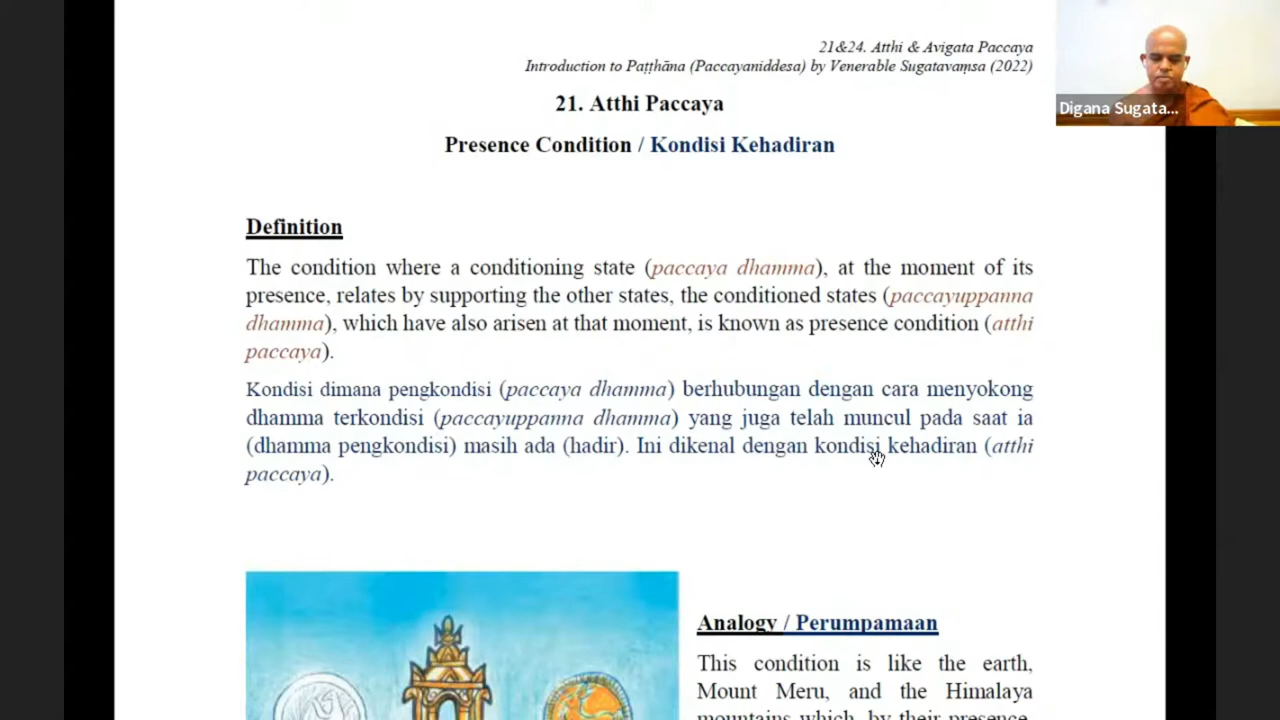 21&24. Atthi & Avigata Paccaya
Introduction to Paṭṭhāna (Paccayaniddesa) by Venerable Sugatavaṃsa (2022)
21. Atthi Paccaya
Presence Condition / Kondisi Kehadiran
Digana Sugata...
Definition
The condition where a conditioning state (paccaya dhamma), at the moment of its
presence, relates by supporting the other states, the conditioned states (paccayuppanna
dhamma), which have also arisen at that moment, is known as presence condition (atthi
paccaya).
Kondisi dimana pengkondisi (paccaya dhamma) berhubungan dengan cara menyokong
dhamma terkondisi (paccayuppanna dhamma) yang juga telah muncul pada saat ia
(dhamma pengkondisi) masih ada (hadir). Ini dikenal dengan kondisi kehadiran (atthi
paccaya).
Analogy / Perumpamaan
This condition is like the earth,
Mount Meru, and the Himalaya
mountains which, by their presence,